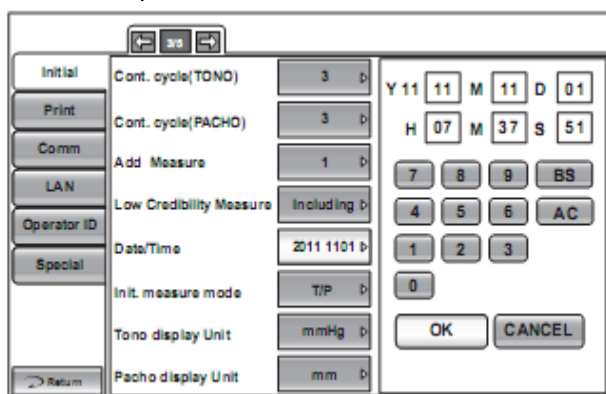 3/5
Initial
Print
Comm
LAN
Operator ID
Special
Return
Cont. cycle(TONO) 3
Cont. cycle(PACHO) 3
Add Measure 1
Low Credibility Measure Including
Date/Time 2011 1101
Init. measure mode T/P
Tono display Unit mmHg
Pacho display Unit mm
Y 11 11 M 11 D 01
H 07 M 37 S 51
7 8 9 BS
4 5 6 AC
1 2 3
0
OK CANCEL